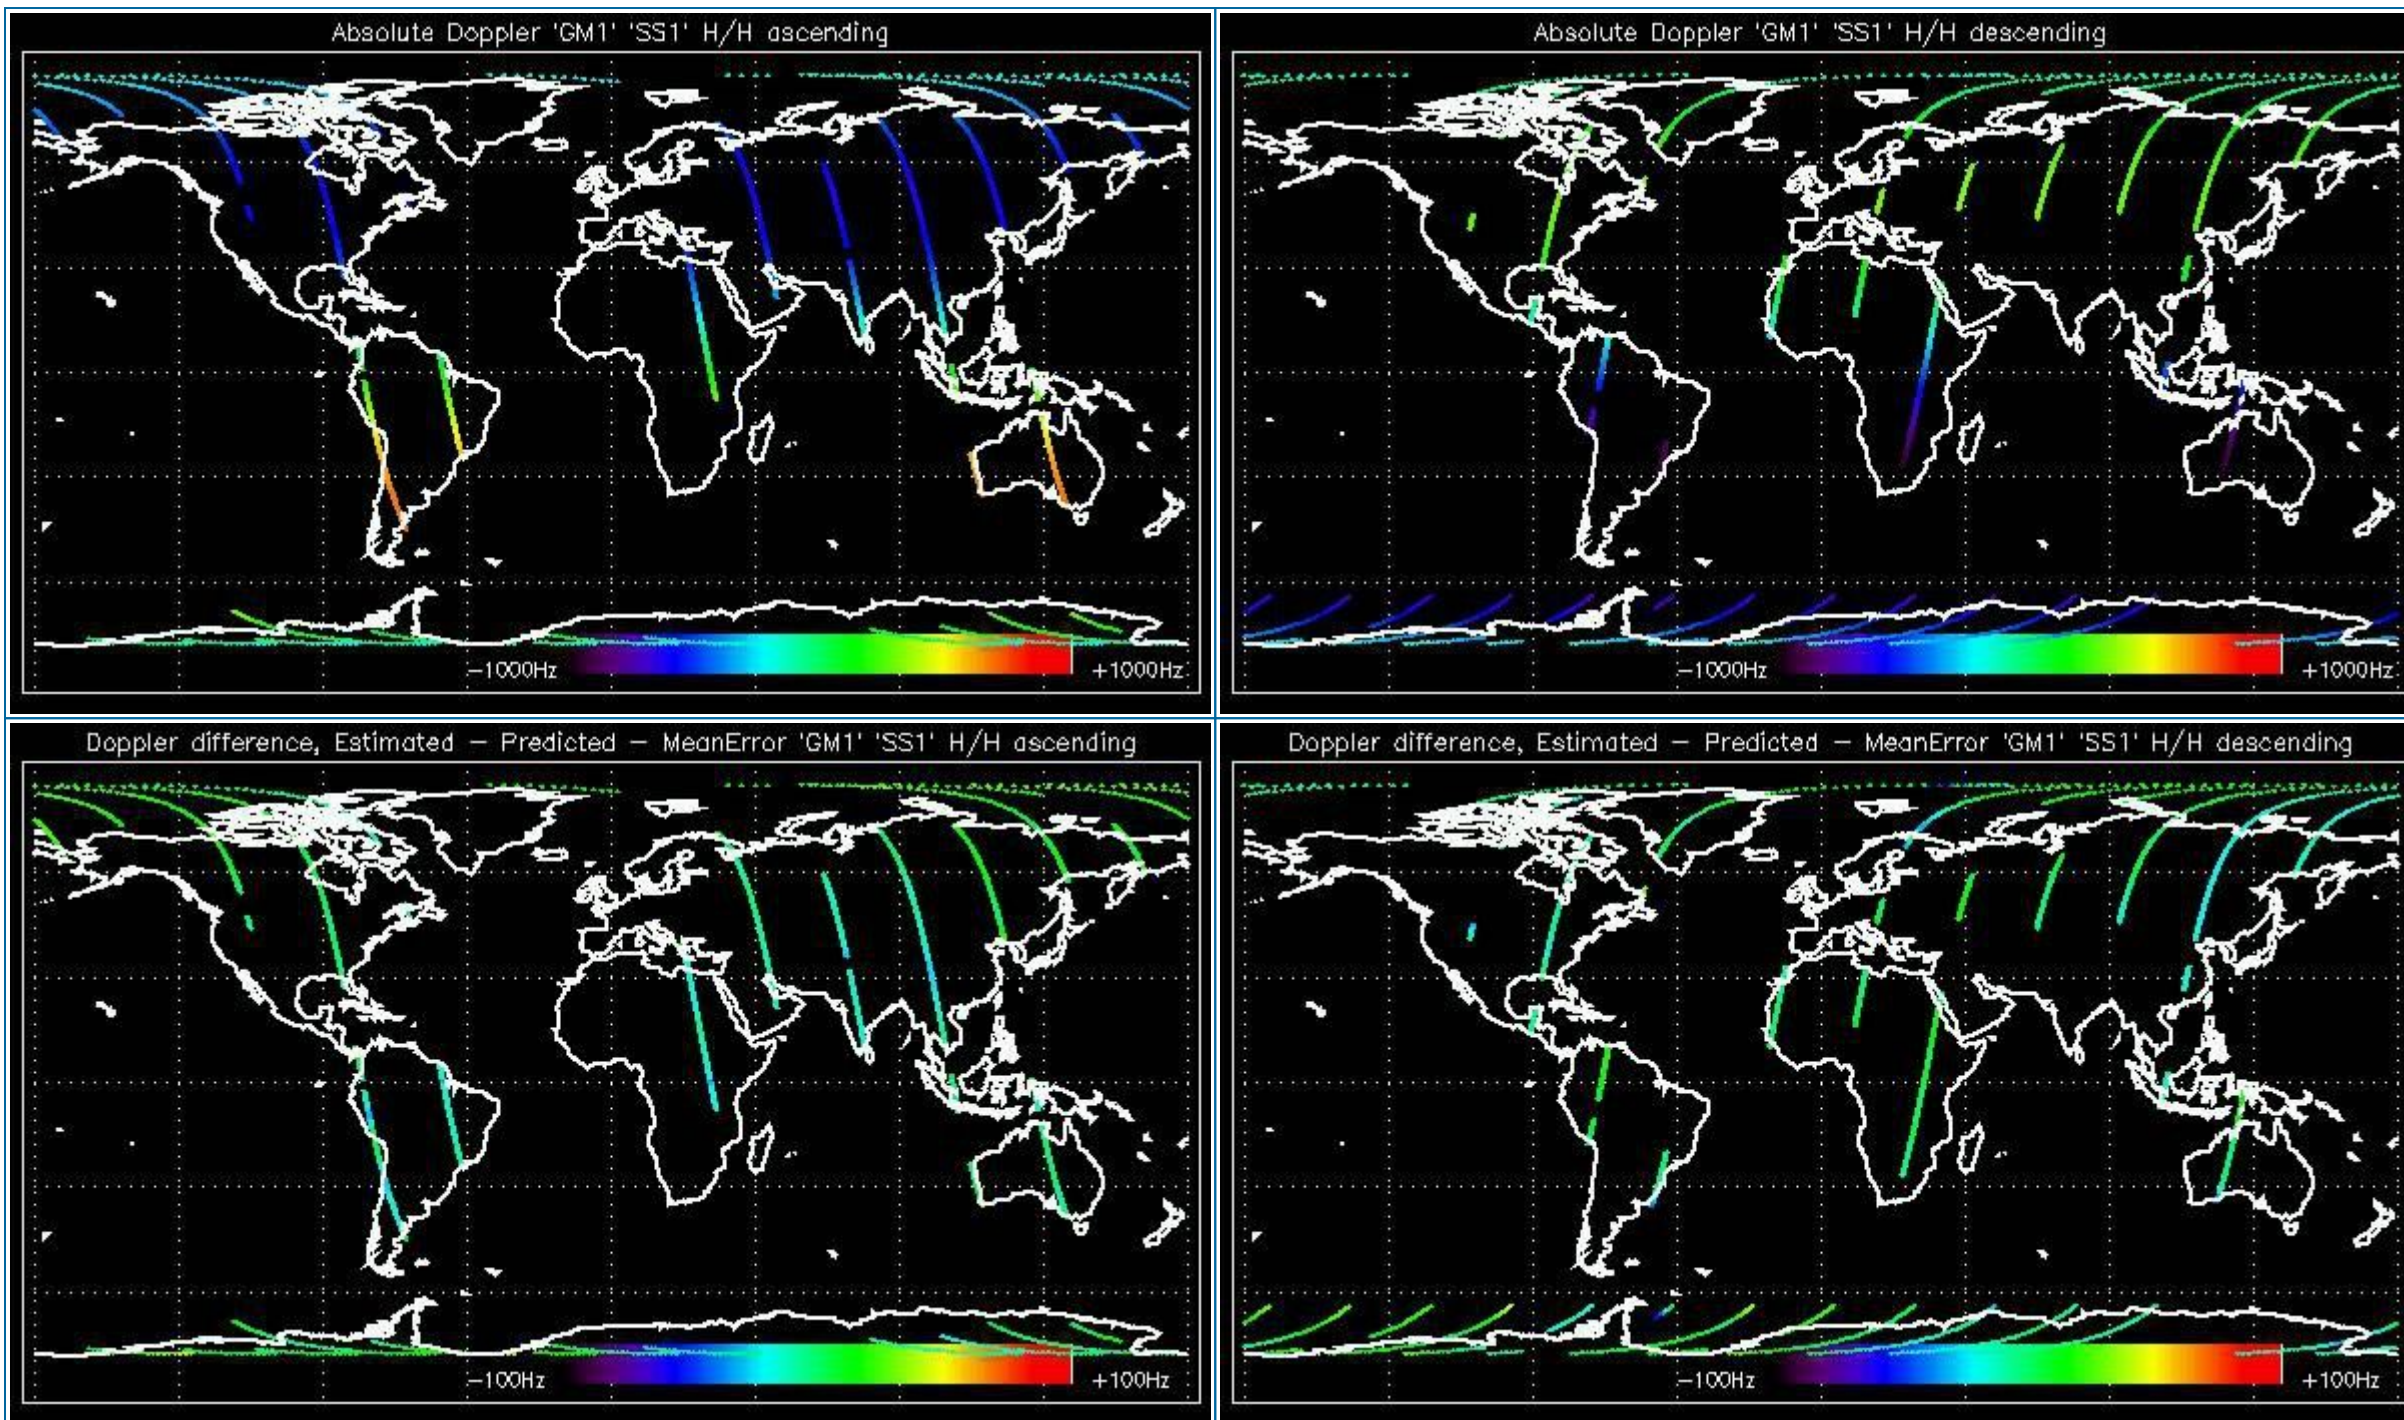 Absolute Doppler 'GM1' 'SS1' H/H ascending
-1000Hz
+1000Hz
Absolute Doppler 'GM1' 'SS1' H/H descending
-1000Hz
+1000Hz
Doppler difference, Estimated - Predicted - MeanError 'GM1' 'SS1' H/H ascending
-100Hz
+100Hz
Doppler difference, Estimated - Predicted - MeanError 'GM1' 'SS1' H/H descending
-100Hz
+100Hz